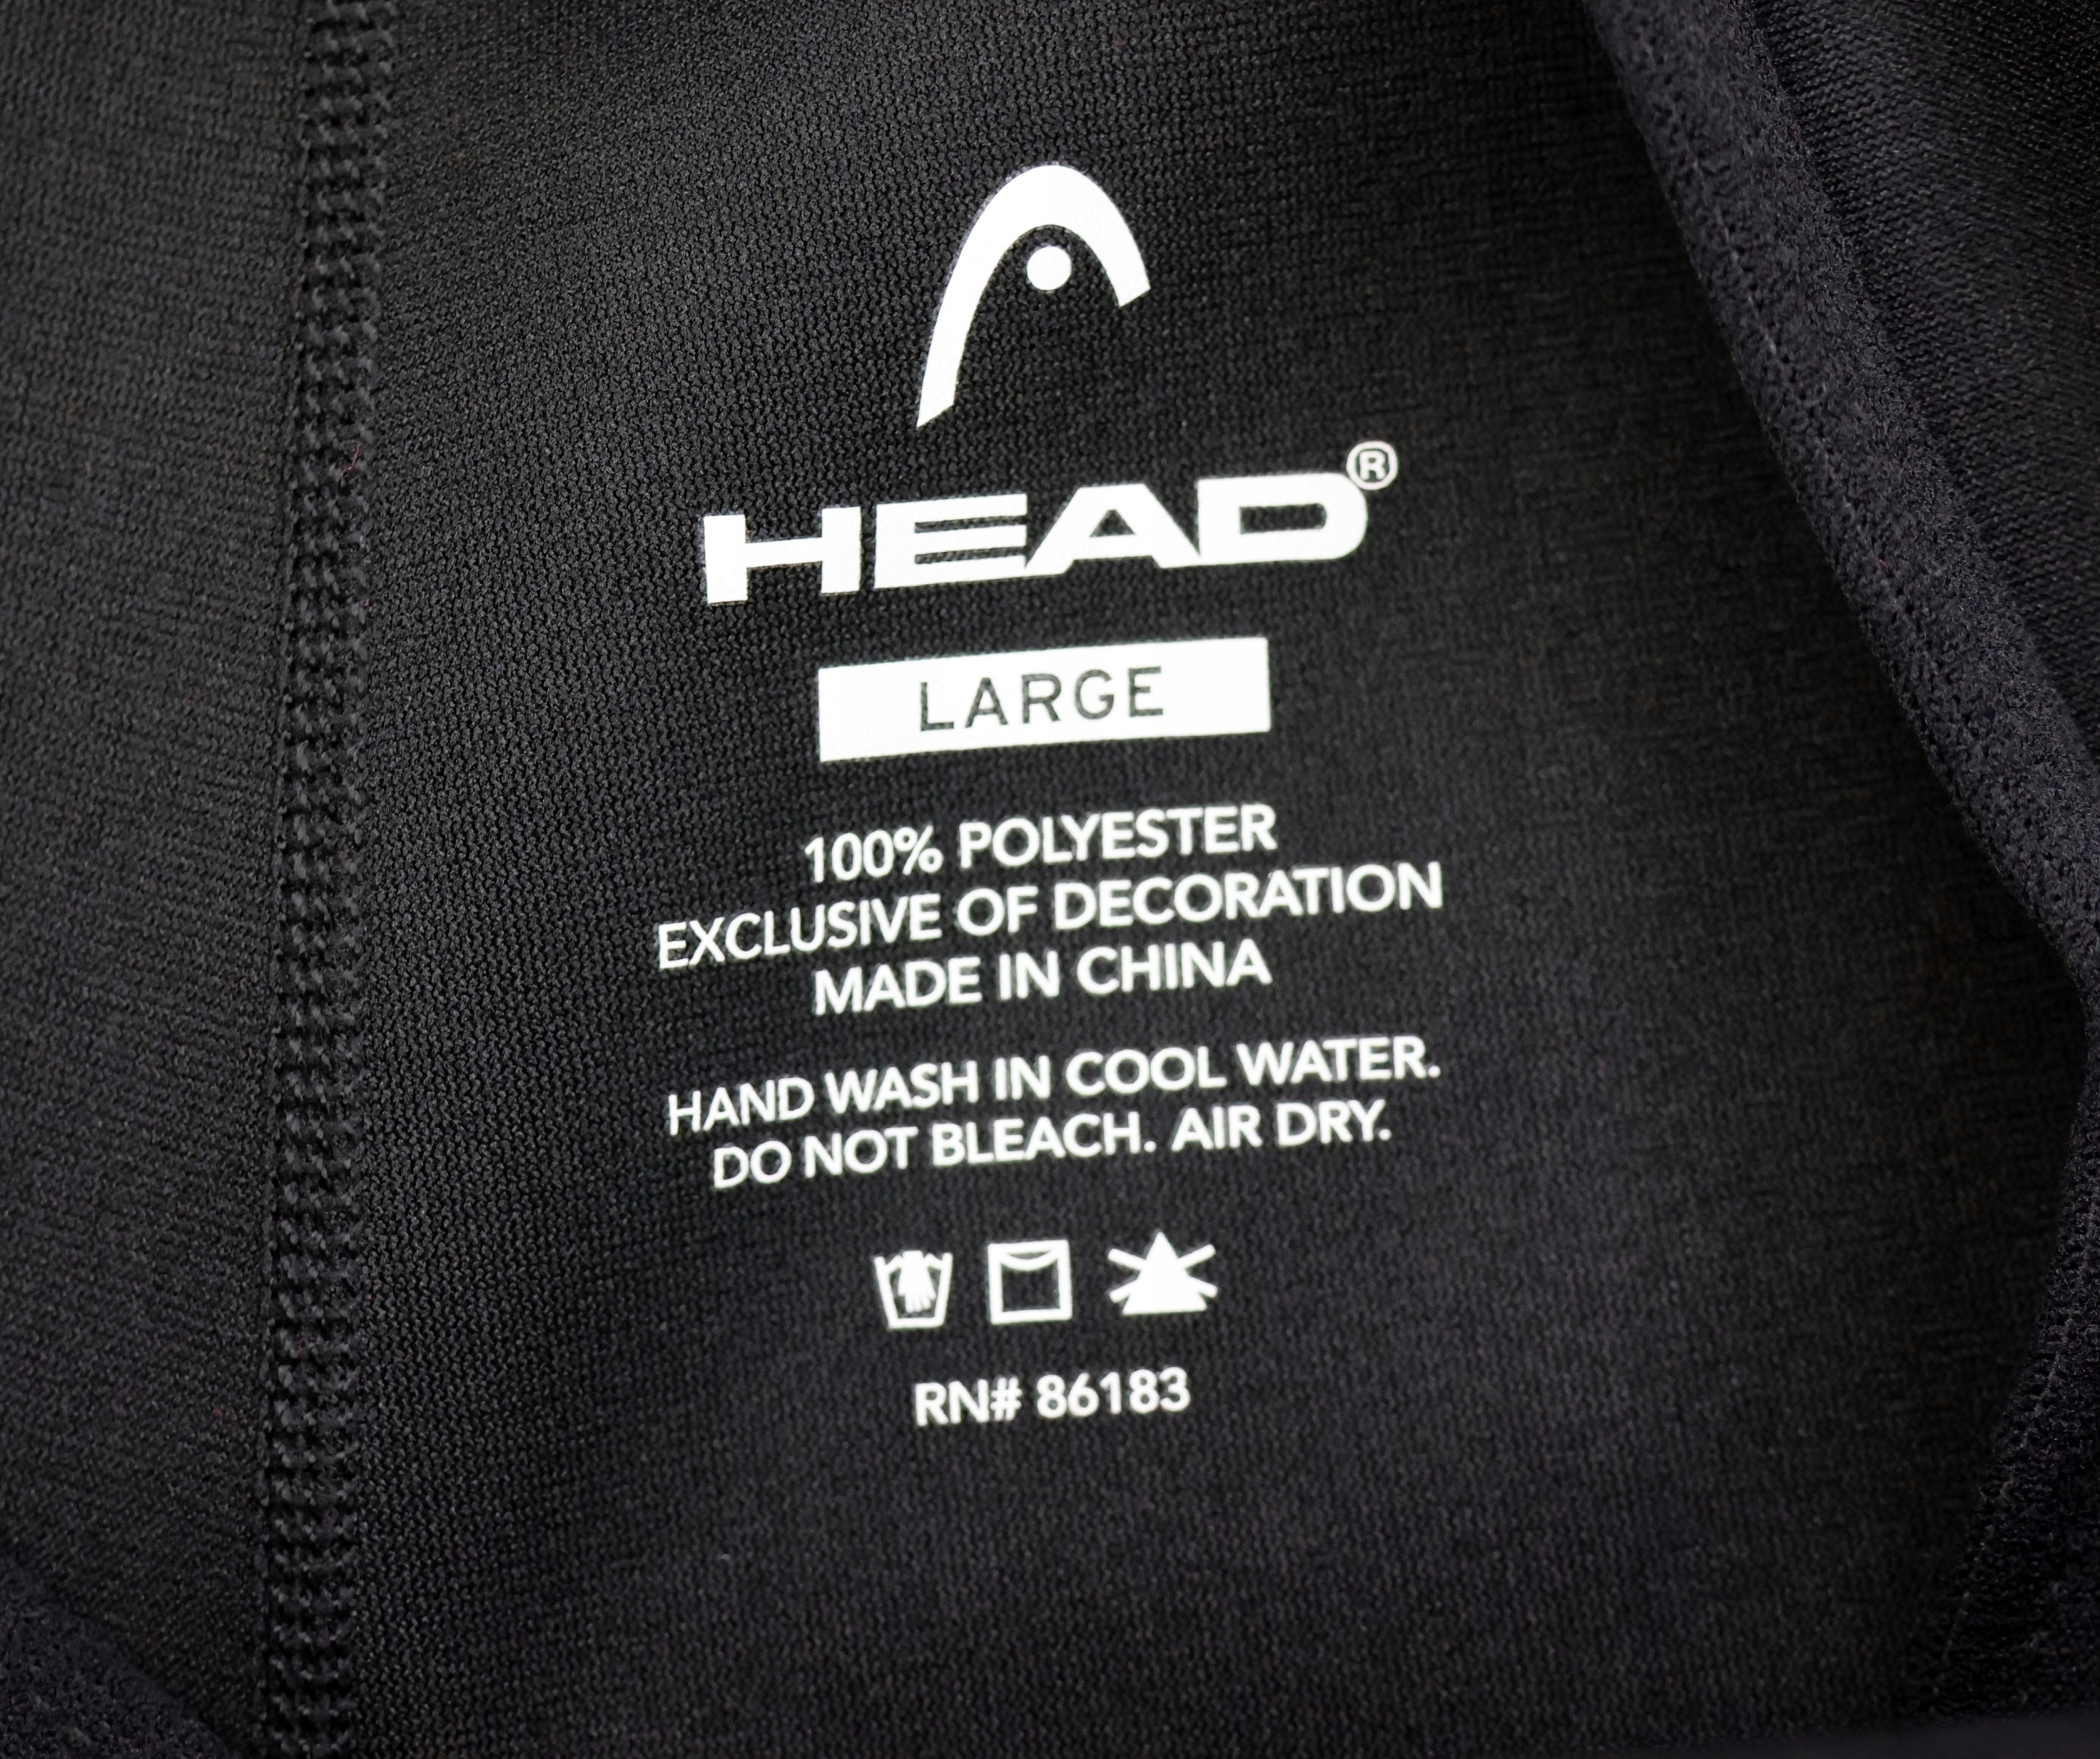 HEAD®
LARGE
100% POLYESTER
EXCLUSIVE OF DECORATION
MADE IN CHINA
HAND WASH IN COOL WATER.
DO NOT BLEACH. AIR DRY.
RN# 86183